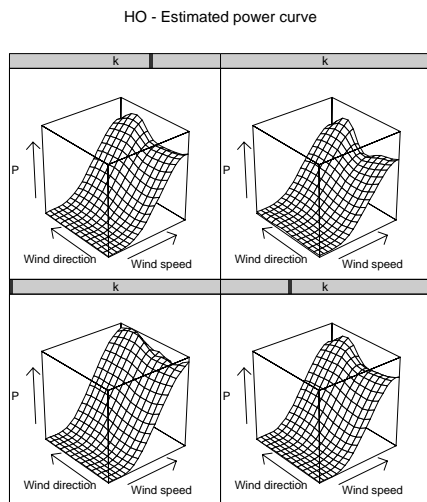 HO - Estimated power curve
k
k
P
Wind direction
Wind speed
P
Wind direction
Wind speed
k
k
P
Wind direction
Wind speed
P
Wind direction
Wind speed